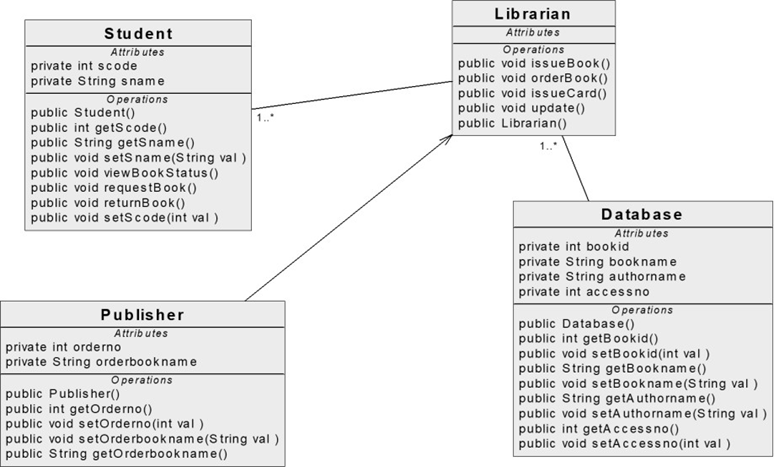 Student
Attributes
private int scode
private String sname
Operations
public Student()
public int getScode()
public String getSname()
public void setSname(String val )
public void viewBookStatus()
public void requestBook()
public void returnBook()
public void setScode(int val )
1..*
Librarian
Attributes
Operations
public void issueBook()
public void orderBook()
public void issueCard()
public void update()
public Librarian()
1..*
Publisher
Attributes
private int orderno
private String orderbookname
Operations
public Publisher()
public int getOrderno()
public void setOrderno(int val )
public void setOrderbookname(String val )
public String getOrderbookname()
Database
Attributes
private int bookid
private String bookname
private String authorname
private int accessno
Operations
public Database()
public int getBookid()
public void setBookid(int val )
public String getBookname()
public void setBookname(String val )
public String getAuthorname()
public void setAuthorname(String val )
public int getAccessno()
public void setAccessno(int val )